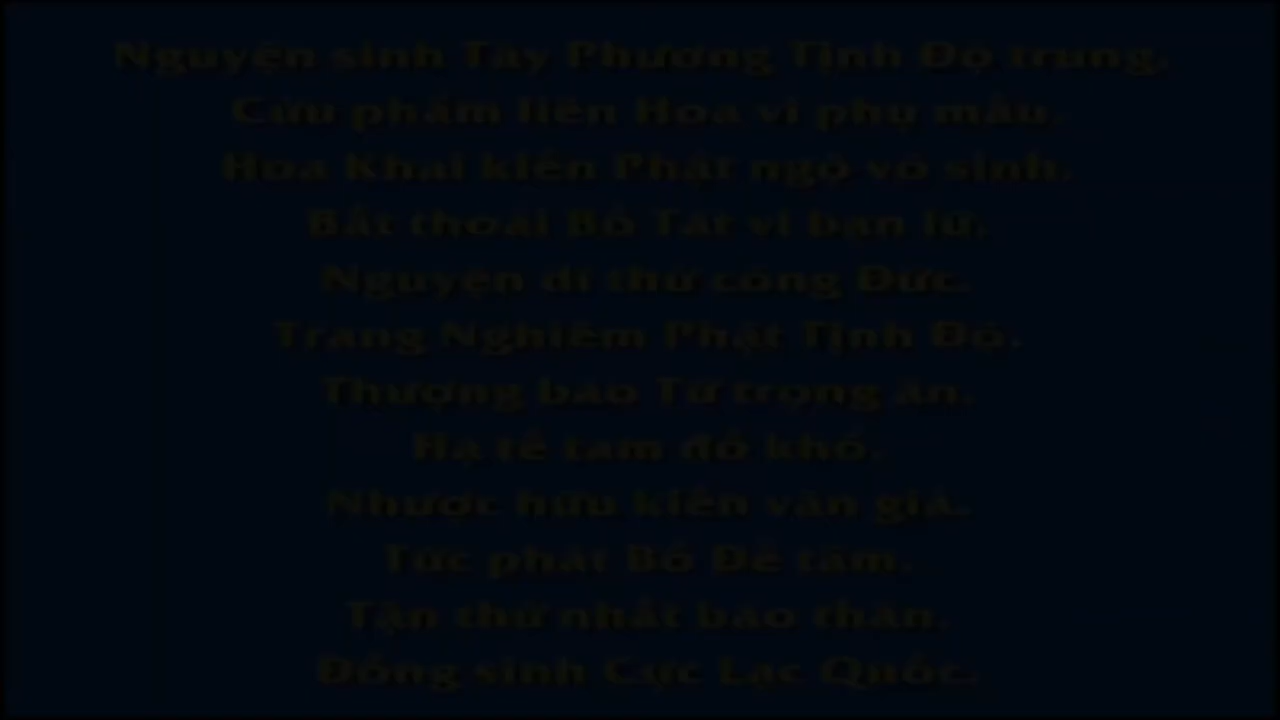 Nguyện sinh Tây Phương Tịnh Độ trung.
Cửu phẩm liên Hoa vi phụ mẫu.
Hoa Khai kiến Phật ngộ vô sinh.
Bất thoái Bồ Tát vi bạn lữ.
Nguyện dĩ thử công Đức.
Trang Nghiêm Phật Tịnh Độ.
Thượng báo Tứ trọng ân.
Hạ tế tam đồ khổ.
Nhược hữu kiến văn giả.
Tức phát Bồ Đề tâm.
Tận thử nhất báo thân.
Đồng sinh Cực Lạc Quốc.